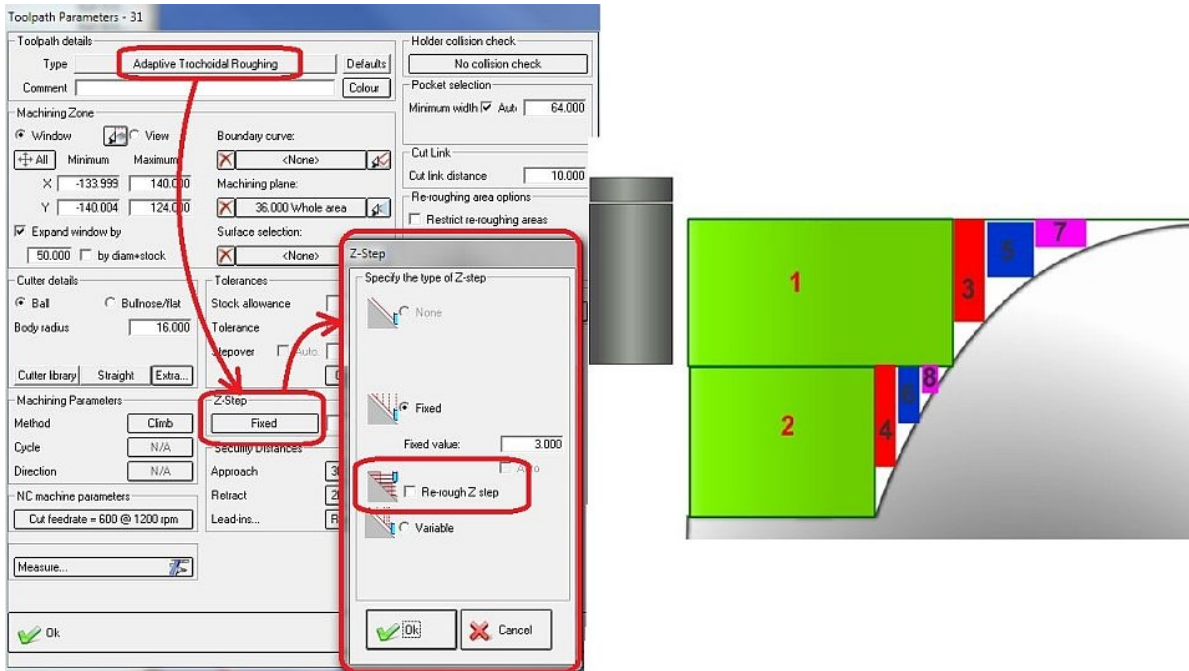 Toolpath Parameters - 31
Toolpath details
Type Adaptive Trochoidal Roughing Defaults
Comment Colour
Machining Zone
Window View Boundary curve:
All Minimum Maximum <None>
X -133.999 140.000 Machining plane:
Y -140.004 124.000 36.000 Whole area
Expand window by Surface selection:
50.000 by diam+stock <None>
Cutter details
Ball Bullnose/flat
Body radius 16.000
Cutter library Straight Extra...
Tolerances
Stock allowance
Tolerance
Stepover Auto.
Machining Parameters
Method Climb
Cycle N/A
Direction N/A
Z-Step
Fixed
Security Distances
Approach
Retract
Lead-ins...
NC machine parameters
Cut feedrate = 600 @ 1200 rpm
Measure...
Ok
Holder collision check
No collision check
Pocket selection
Minimum width Auto 64.000
Cut Link
Cut link distance 10.000
Re-roughing area options
Restrict re-roughing areas
Z-Step
Specify the type of Z-step
None
Fixed
Fixed value: 3.000
Auto
Re-rough Z step
Variable
Ok Cancel
1 3 5 7
2 4 6 8